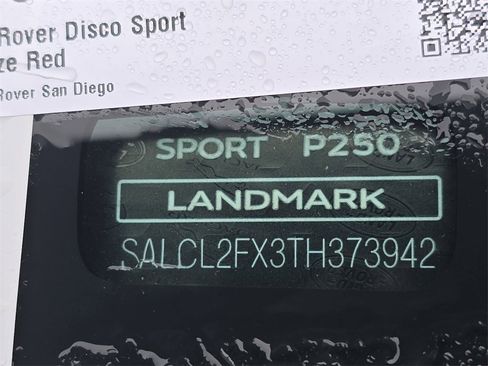 Rover Disco Sport
ze Red
Rover San Diego
SPORT P250
LANDMARK
SALCL2FX3TH373942